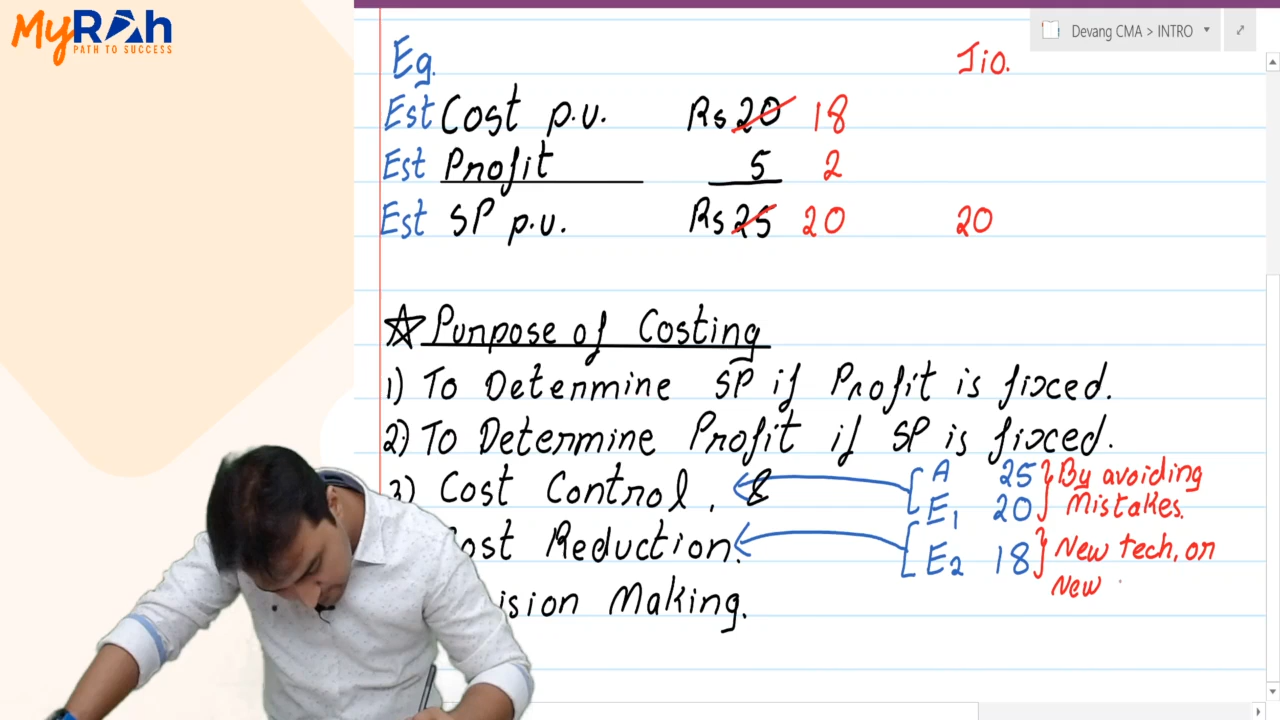 MyRAh
PATH TO SUCCESS
Devang CMA > INTRO
Eg. Jio.
Est Cost p.u. Rs 20 18
Est Profit 5 2
Est SP p.u. Rs 25 20 20
Purpose of Costing
1) To Determine SP if Profit is fixed.
2) To Determine Profit if SP is fixed.
3) Cost Control. & A 25 By avoiding
E1 20 Mistakes.
ost Reduction. E2 18 New tech, or
New
ision Making.